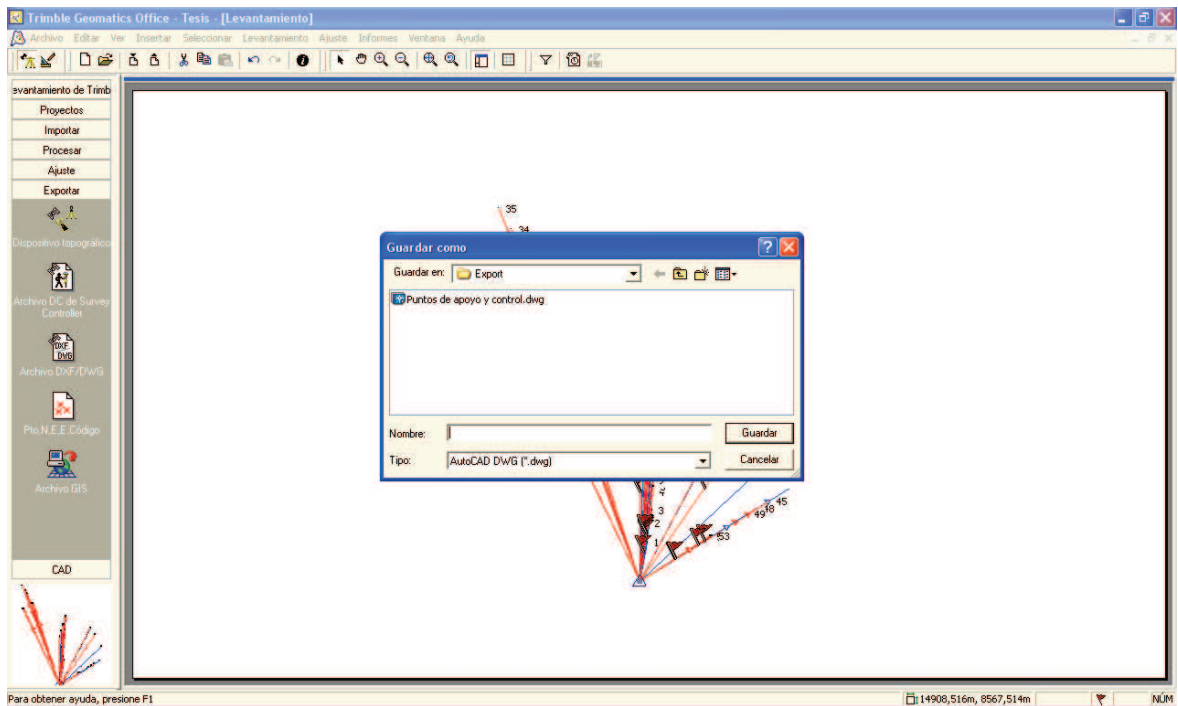 Trimble Geomatics Office - Tesis - [Levantamiento]
Archivo Editar Ver Insertar Seleccionar Levantamiento Ajuste Informes Ventana Ayuda
evantamiento de Trimb
Proyectos
Importar
Procesar
Ajuste
Exportar
Dispositivo topográfico
Archivo DC de Survey
Controller
DXF
DWG
Archivo DXF/DWG
Pto,N,E,E,Código
Archivo GIS
CAD
35
34
Guardar como
Guardar en: Export
Puntos de apoyo y control.dwg
Nombre:
Guardar
Tipo: AutoCAD DWG (*.dwg)
Cancelar
3
2
1
53
49
48
45
Para obtener ayuda, presione F1
14908,516m, 8567,514m
NÚM